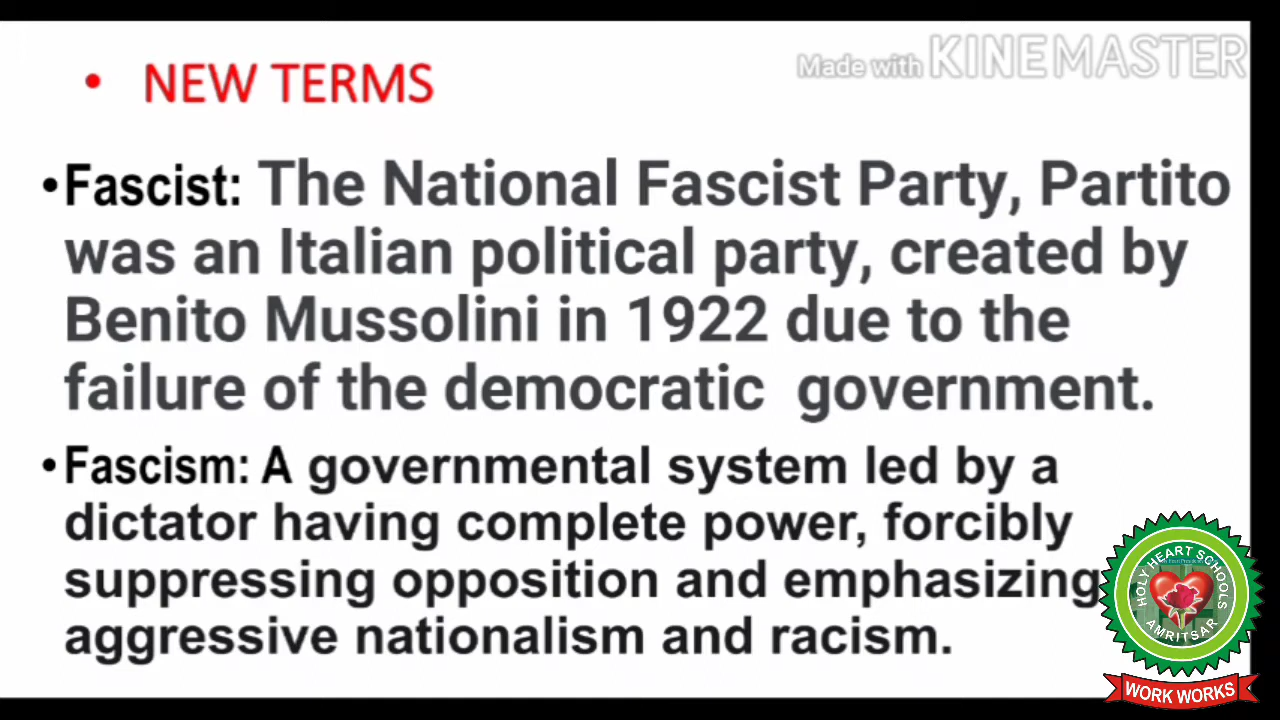 Made with KINEMASTER
• NEW TERMS
•Fascist: The National Fascist Party, Partito
was an Italian political party, created by
Benito Mussolini in 1922 due to the
failure of the democratic government.
•Fascism: A governmental system led by a
dictator having complete power, forcibly
suppressing opposition and emphasizing
aggressive nationalism and racism.
HOLY HEART SCHOOLS
AMRITSAR
WORK WORKS